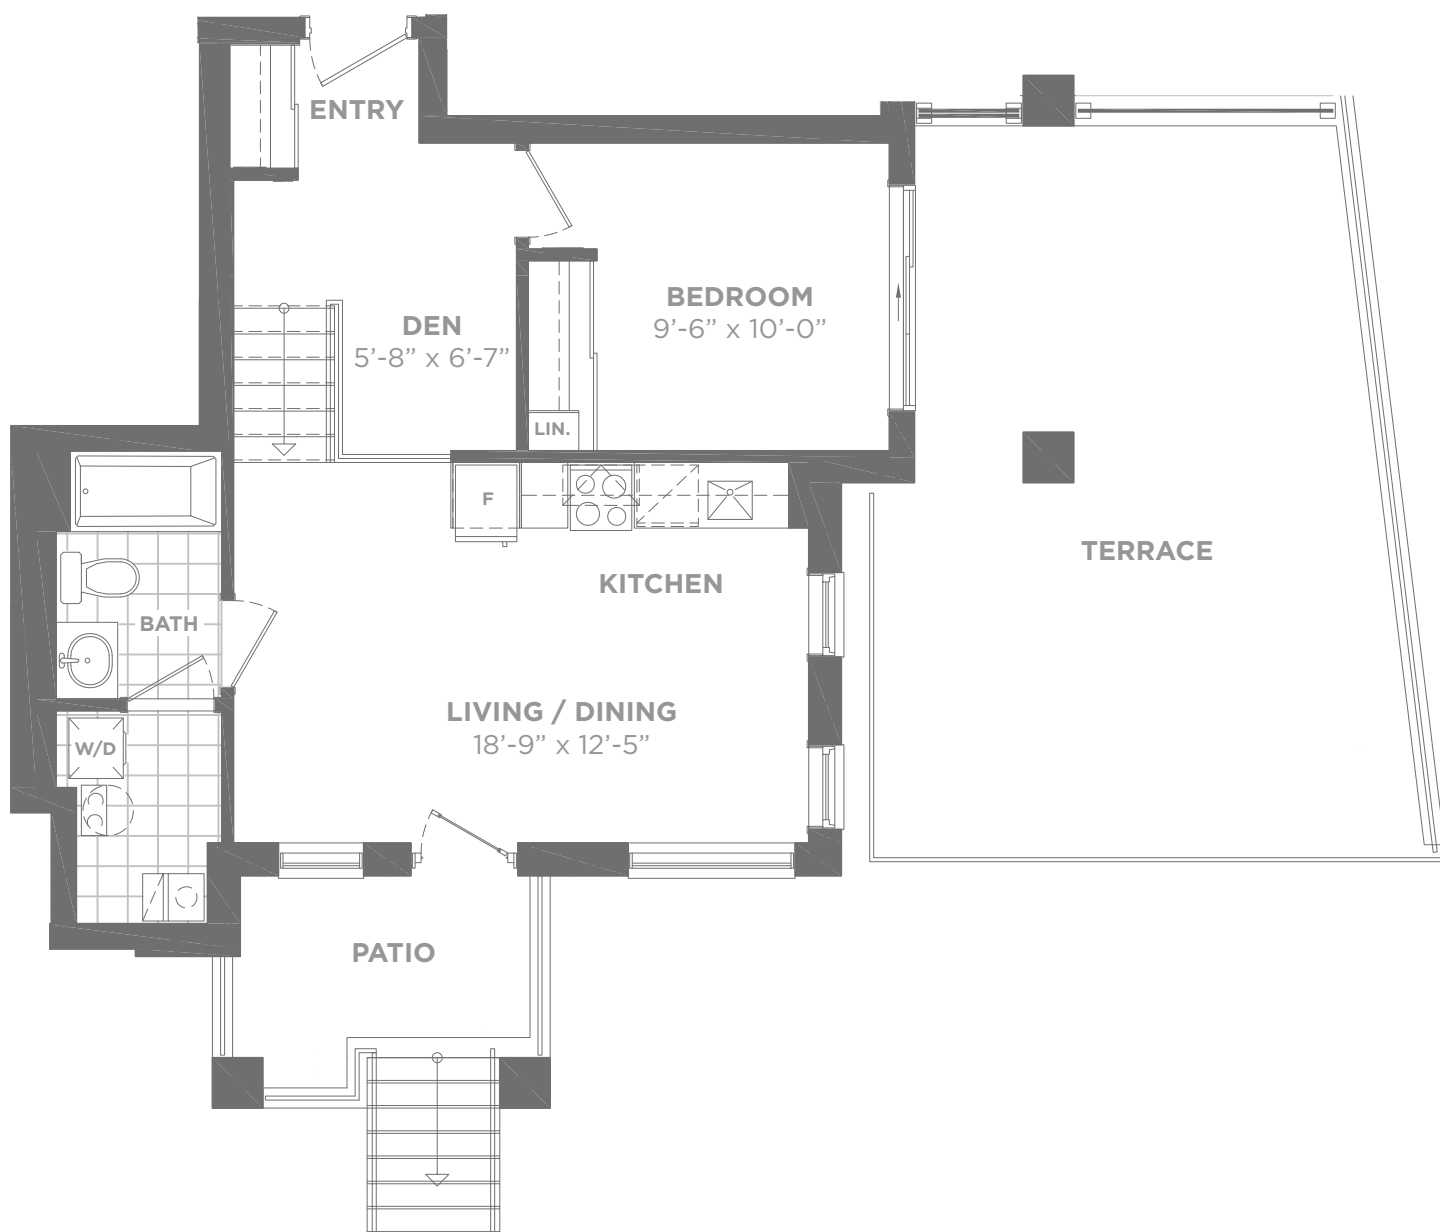 ENTRY
BEDROOM
9’-6” x 10’-0”
DEN
5’-8” x 6’-7”
LIN.
F
TERRACE
KITCHEN
BATH
LIVING / DINING
18’-9” x 12’-5”
W/D
PATIO